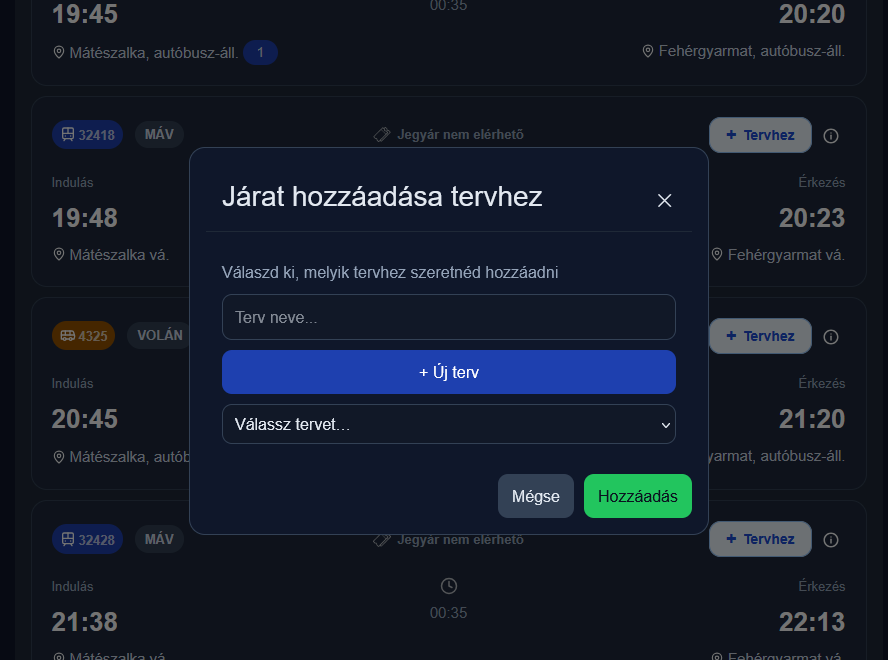 19:45
00:35
20:20
Mátészalka, autóbusz-áll. 1
Fehérgyarmat, autóbusz-áll.
32418 MÁV
Jegyár nem elérhető
+ Tervhez
Indulás
Érkezés
19:48
20:23
Mátészalka vá.
Fehérgyarmat vá.
Járat hozzáadása tervhez
Válaszd ki, melyik tervhez szeretnéd hozzáadni
Terv neve...
+ Új terv
Válassz tervet...
Mégse
Hozzáadás
4325 VOLÁN
+ Tervhez
Indulás
Érkezés
20:45
21:20
Mátészalka, autób
yarmat, autóbusz-áll.
32428 MÁV
Jegyár nem elérhető
+ Tervhez
Indulás
Érkezés
21:38
00:35
22:13
Mátészalka vá.
Fehérgyarmat vá.